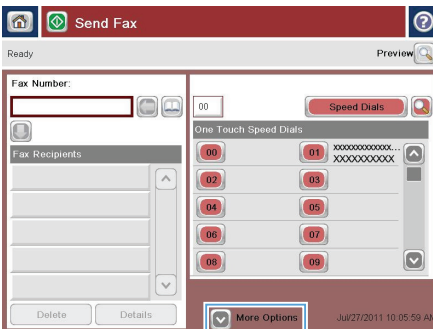 Send Fax
Ready
Preview
Fax Number:
00
Speed Dials
One Touch Speed Dials
Fax Recipients
00
01
XXXXXXXXXXXX...
XXXXXXXXXX
02
03
04
05
06
07
08
09
Delete
Details
More Options
Jul/27/2011 10:05:59 AM